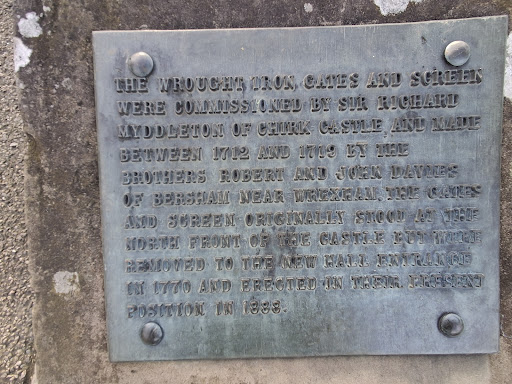 THE WROUGHT IRON GATES AND SCREEN
WERE COMMISSIONED BY SIR RICHARD
MYDDLETON OF CHIRK CASTLE, AND MADE
BETWEEN 1712 AND 1719 BY THE
BROTHERS ROBERT AND JOHN DAVIES
OF BERSHAM NEAR WREXHAM. THE GATES
AND SCREEN ORIGINALLY STOOD AT THE
NORTH FRONT OF THE CASTLE BUT WERE
REMOVED TO THE NEW HALL ENTRANCE
IN 1770 AND ERECTED IN THEIR PRESENT
POSITION IN 1888.